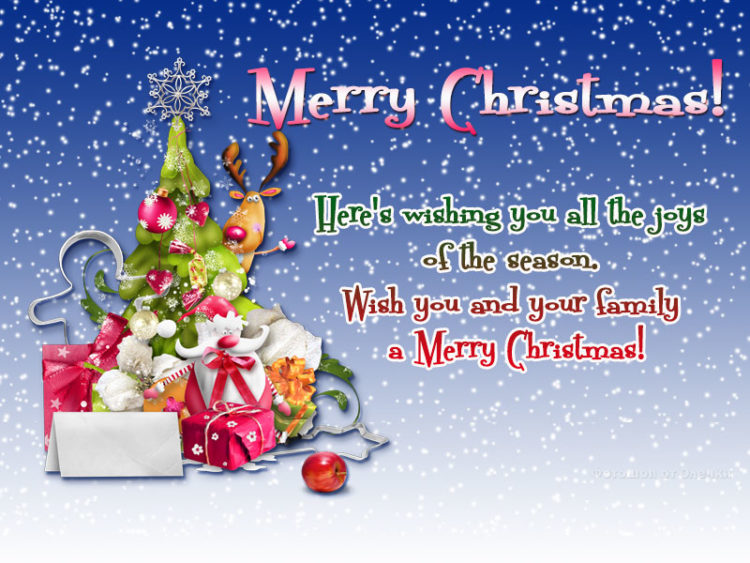 Merry Christmas!
Here's wishing you all the joys
of the season.
Wish you and your family
a Merry Christmas!